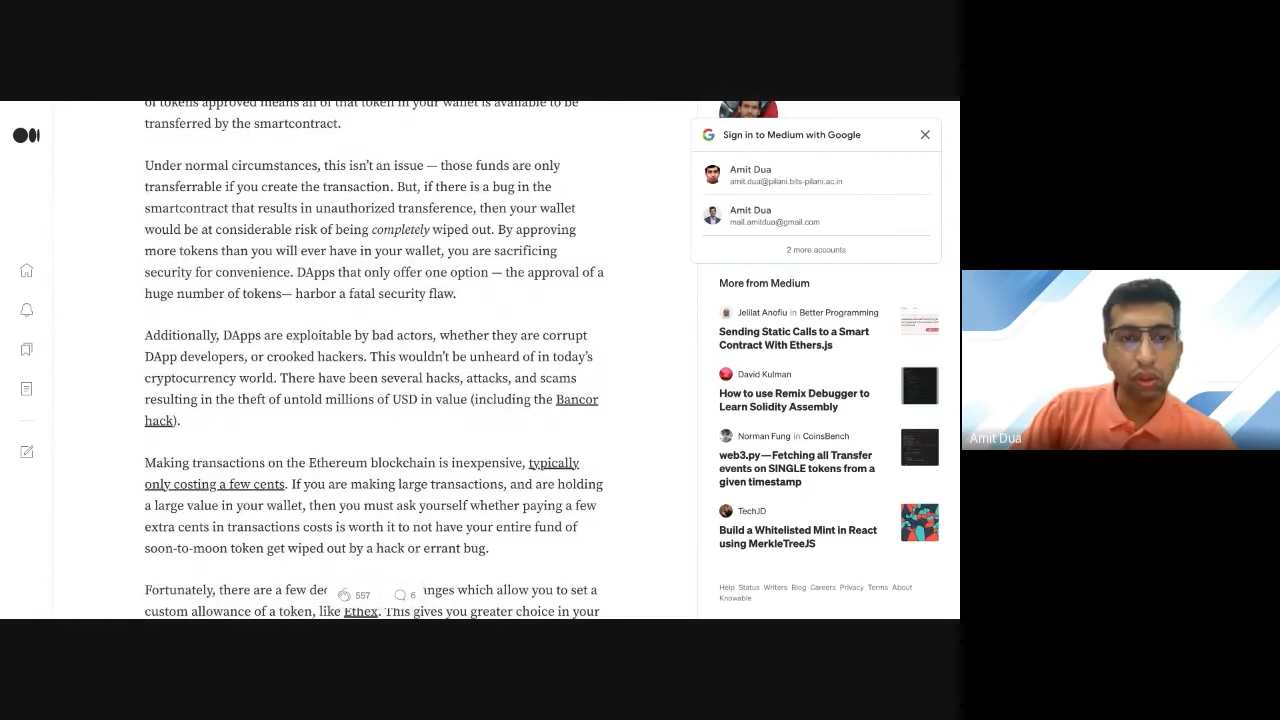 of tokens approved means all of that token in your wallet is available to be
transferred by the smartcontract.
Under normal circumstances, this isn’t an issue — those funds are only
transferrable if you create the transaction. But, if there is a bug in the
smartcontract that results in unauthorized transference, then your wallet
would be at considerable risk of being completely wiped out. By approving
more tokens than you will ever have in your wallet, you are sacrificing
security for convenience. DApps that only offer one option — the approval of a
huge number of tokens— harbor a fatal security flaw.
Additionally, DApps are exploitable by bad actors, whether they are corrupt
DApp developers, or crooked hackers. This wouldn’t be unheard of in today’s
cryptocurrency world. There have been several hacks, attacks, and scams
resulting in the theft of untold millions of USD in value (including the Bancor
hack).
Making transactions on the Ethereum blockchain is inexpensive, typically
only costing a few cents. If you are making large transactions, and are holding
a large value in your wallet, then you must ask yourself whether paying a few
extra cents in transactions costs is worth it to not have your entire fund of
soon-to-moon token get wiped out by a hack or errant bug.
Fortunately, there are a few dec nges which allow you to set a
557 6
custom allowance of a token, like Ethex. This gives you greater choice in your
Sign in to Medium with Google
Amit Dua
amit.dua@pilani.bits-pilani.ac.in
Amit Dua
mail.amitdua@gmail.com
2 more accounts
More from Medium
Jelilat Anofiu in Better Programming
Sending Static Calls to a Smart
Contract With Ethers.js
David Kulman
How to use Remix Debugger to
Learn Solidity Assembly
Norman Fung in CoinsBench
web3.py—Fetching all Transfer
events on SINGLE tokens from a
given timestamp
TechJD
Build a Whitelisted Mint in React
using MerkleTreeJS
Help Status Writers Blog Careers Privacy Terms About
Knowable
Amit Dua